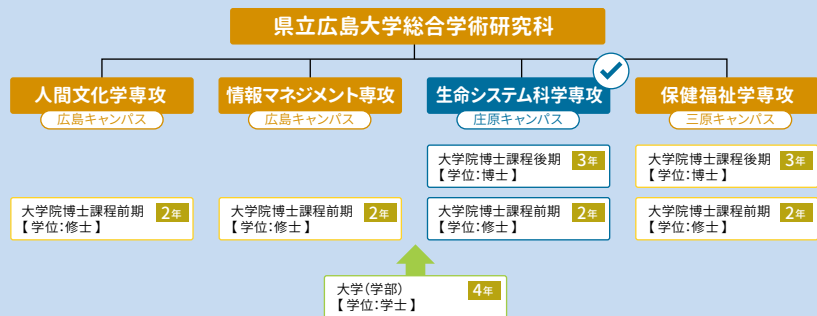 県立広島大学総合学術研究科
人間文化学専攻
広島キャンパス
情報マネジメント専攻
広島キャンパス
生命システム科学専攻
庄原キャンパス
保健福祉学専攻
三原キャンパス
大学院博士課程後期 3年
【学位:博士】
大学院博士課程後期 3年
【学位:博士】
大学院博士課程前期 2年
【学位:修士】
大学院博士課程前期 2年
【学位:修士】
大学院博士課程前期 2年
【学位:修士】
大学院博士課程前期 2年
【学位:修士】
大学(学部) 4年
【学位:学士】